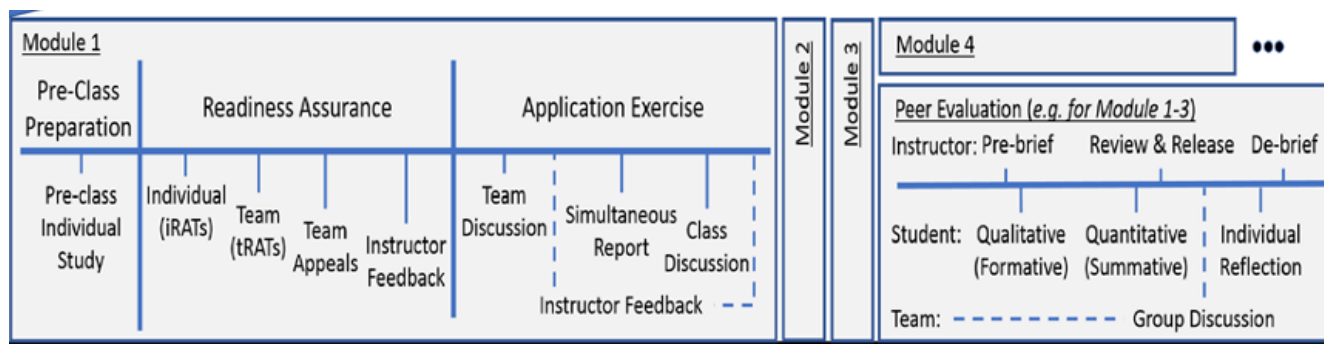 Module 1
Pre-Class
Preparation
Readiness Assurance
Application Exercise
Pre-class
Individual
Study
Individual
(iRATs)
Team
(tRATs)
Team
Appeals
Instructor
Feedback
Team
Discussion
Simultaneous
Report
Class
Discussion
Instructor Feedback
Module 2
Module 3
Module 4
•••
Peer Evaluation (e.g. for Module 1-3)
Instructor: Pre-brief Review & Release De-brief
Student: Qualitative Quantitative Individual
(Formative) (Summative) Reflection
Team: Group Discussion